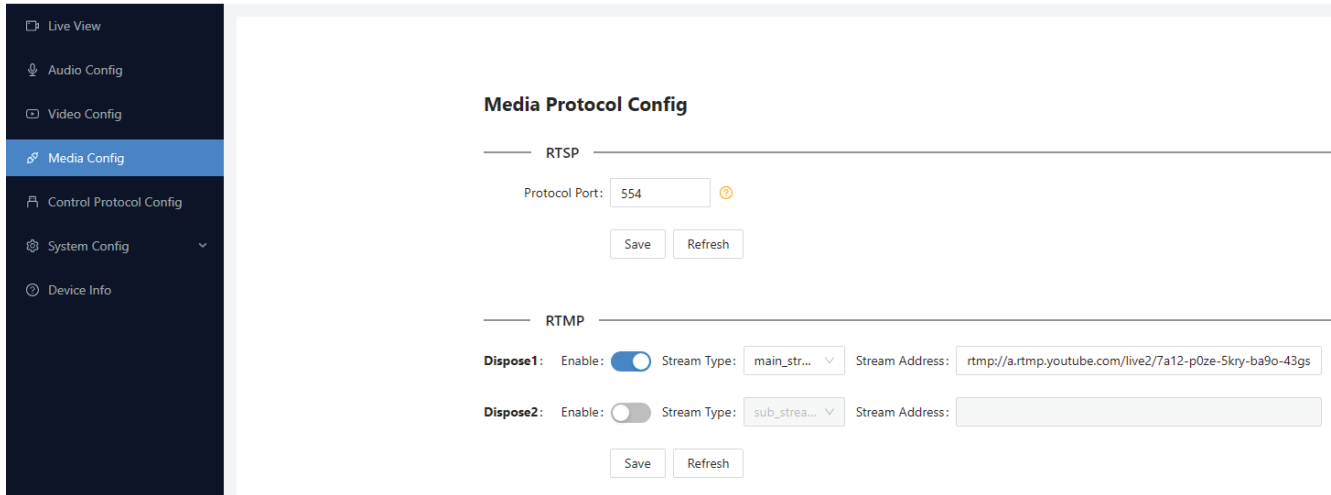 Live View
Audio Config
Video Config
Media Config
Control Protocol Config
System Config
Device Info
Media Protocol Config
RTSP
Protocol Port: 554
Save Refresh
RTMP
Dispose1: Enable: Stream Type: main_str... Stream Address: rtmp://a.rtmp.youtube.com/live2/7a12-p0ze-5kry-ba9o-43gs
Dispose2: Enable: Stream Type: sub_strea... Stream Address:
Save Refresh